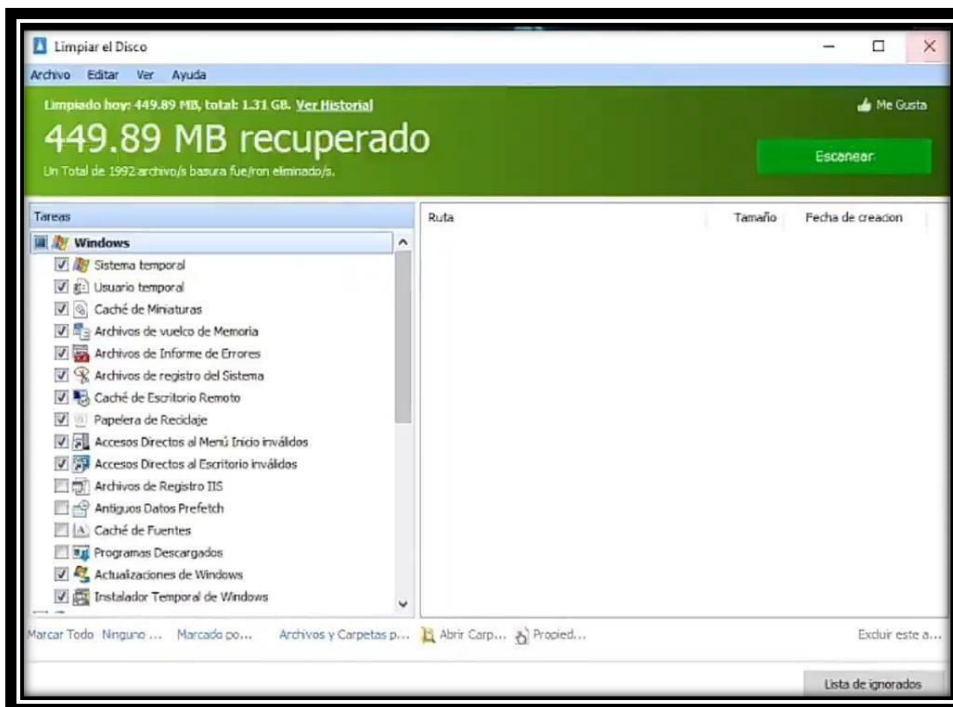 Limpiar el Disco
Archivo Editar Ver Ayuda
Limpiado hoy: 449.89 MB, total: 1.31 GB. Ver Historial
Me Gusta
449.89 MB recuperado
Escanear
Un Total de 1992 archivo/s basura fue/ron eliminado/s.
Tareas
Ruta Tamaño Fecha de creacion
Windows
Sistema temporal
Usuario temporal
Caché de Miniaturas
Archivos de vuelco de Memoria
Archivos de Informe de Errores
Archivos de registro del Sistema
Caché de Escritorio Remoto
Papelera de Reciclaje
Accesos Directos al Menú Inicio inválidos
Accesos Directos al Escritorio inválidos
Archivos de Registro IIS
Antiguos Datos Prefetch
Caché de Fuentes
Programas Descargados
Actualizaciones de Windows
Instalador Temporal de Windows
Marcar Todo Ninguno ... Marcado po... Archivos y Carpetas p... Abrir Carp... Propied... Excluir este a...
Lista de ignorados